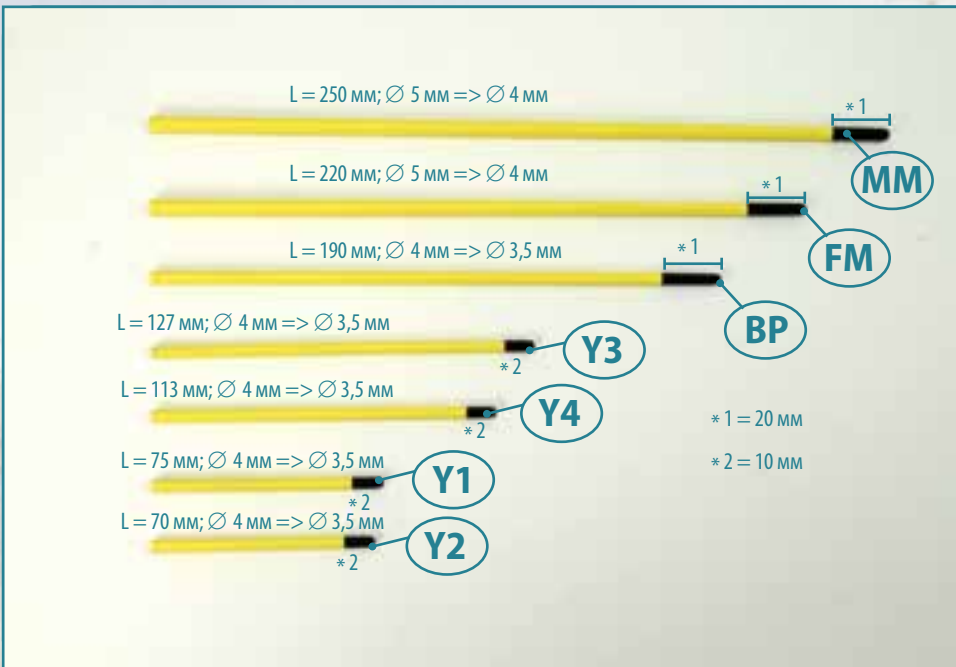 L = 250 мм; ∅ 5 мм => ∅ 4 мм
* 1
MM
L = 220 мм; ∅ 5 мм => ∅ 4 мм
* 1
FM
L = 190 мм; ∅ 4 мм => ∅ 3,5 мм
* 1
BP
L = 127 мм; ∅ 4 мм => ∅ 3,5 мм
* 2
Y3
L = 113 мм; ∅ 4 мм => ∅ 3,5 мм
* 2
Y4
* 1 = 20 мм
L = 75 мм; ∅ 4 мм => ∅ 3,5 мм
* 2
Y1
* 2 = 10 мм
L = 70 мм; ∅ 4 мм => ∅ 3,5 мм
* 2
Y2